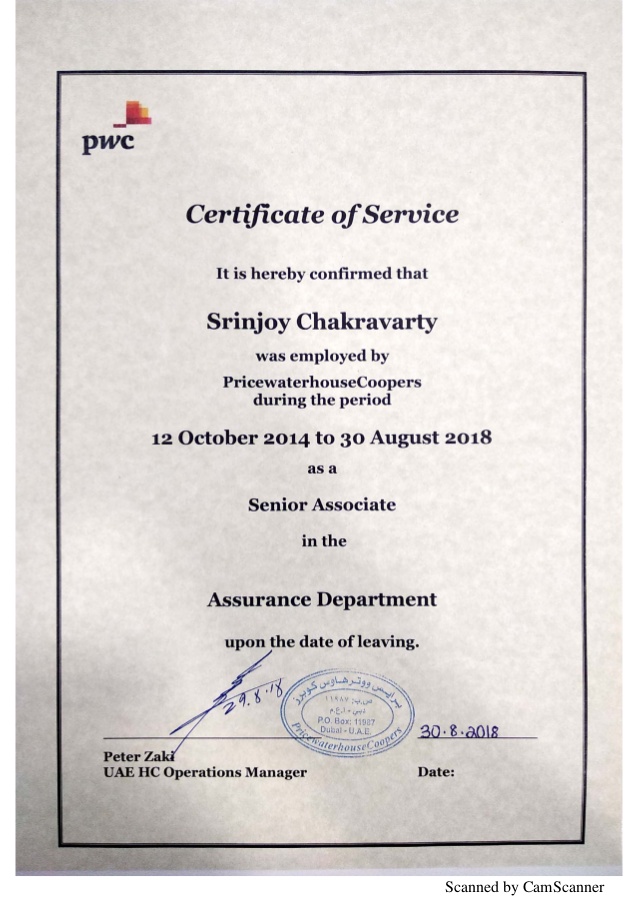 pwc
Certificate of Service
It is hereby confirmed that
Srinjoy Chakravarty
was employed by
PricewaterhouseCoopers
during the period
12 October 2014 to 30 August 2018
as a
Senior Associate
in the
Assurance Department
upon the date of leaving.
29.8.18
برايس ووترهاوس كوبرز
ص.ب: ١١٩٨٧
دبي - ا.ع.م
P.O. Box: 11987
Dubai - U.A.E.
PricewaterhouseCoopers
30.8.2018
Peter Zaki
UAE HC Operations Manager
Date:
Scanned by CamScanner